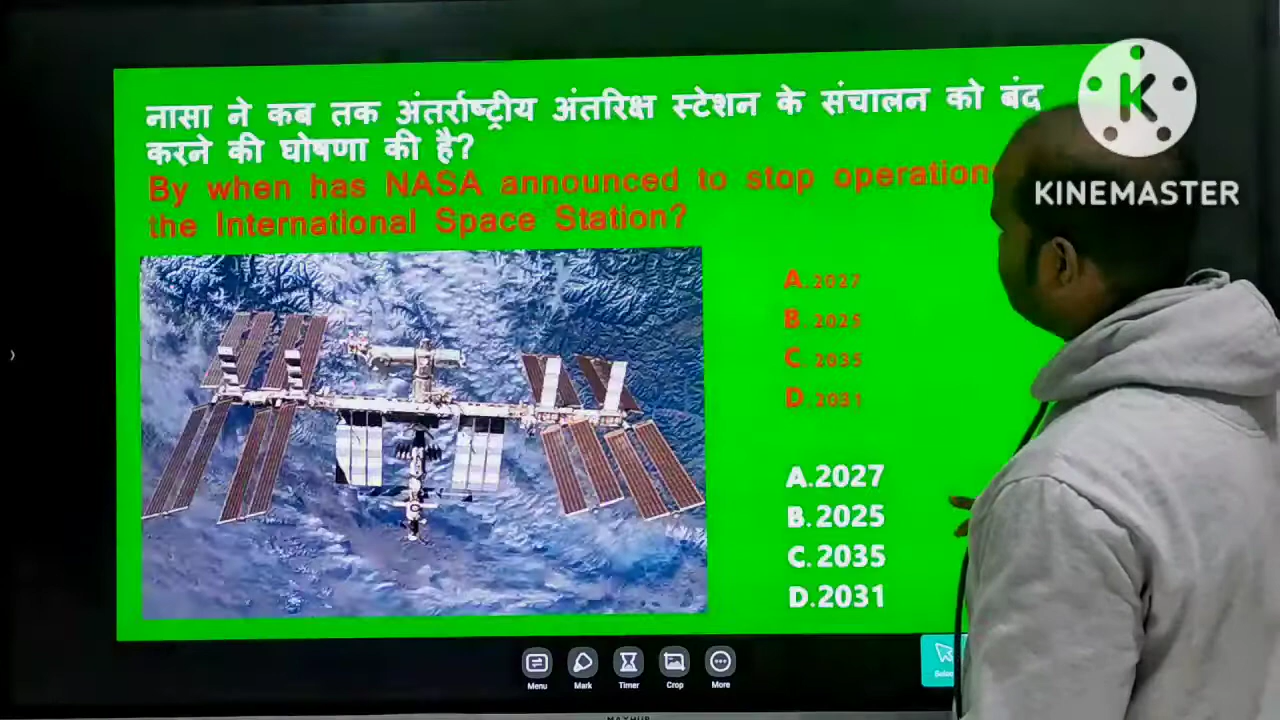 नासा ने कब तक अंतर्राष्ट्रीय अंतरिक्ष स्टेशन के संचालन को बंद
करने की घोषणा की है?
By when has NASA announced to stop operation
the International Space Station?
A.2027
B. 2025
C. 2035
D.2031
A.2027
B.2025
C.2035
D.2031
KINEMASTER
Menu
Mark
Timer
Crop
More